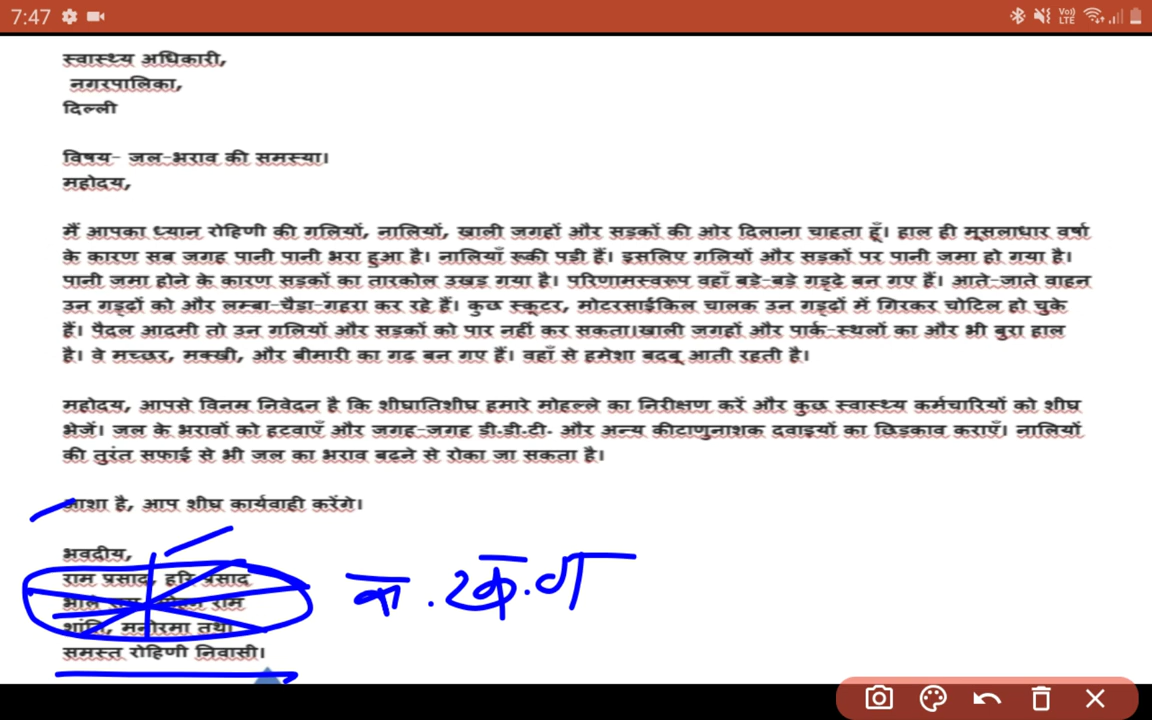 7:47
Vo) LTE
स्वास्थ्य अधिकारी,
नगरपालिका,
दिल्ली
विषय- जल-भराव की समस्या।
महोदय,
मैं आपका ध्यान रोहिणी की गलियों, नालियों, खाली जगहों और सड़कों की ओर दिलाना चाहता हूँ। हाल ही मूसलाधार वर्षा
के कारण सब जगह पानी पानी भरा हुआ है। नालियाँ रूकी पडी हैं। इसलिए गलियों और सड़कों पर पानी जमा हो गया है।
पानी जमा होने के कारण सड़कों का तारकोल उखड़ गया है। परिणामस्वरूप वहाँ बडे-बडे गड्ढे बन गए हैं। आते-जाते वाहन
उन गड्ढों को और लम्बा-चैडा-गहरा कर रहे हैं। कुछ स्कूटर, मोटरसाईकिल चालक उन गड्ढों में गिरकर चोटिल हो चुके
हैं। पैदल आदमी तो उन गलियों और सडकों को पार नहीं कर सकता।खाली जगहों और पार्क-स्थलों का और भी बुरा हाल
है। वे मच्छर, मक्खी, और बीमारी का गढ बन गए हैं। वहाँ से हमेशा बदबू आती रहती है।
महोदय, आपसे विनम्र निवेदन है कि शीघ्रातिशीघ्र हमारे मोहल्ले का निरीक्षण करें और कुछ स्वास्थ्य कर्मचारियों को शीघ्र
भेजें। जल के भरावों को हटवाएँ और जगह-जगह डी.डी.टी. और अन्य कीटाणुनाशक दवाइयों का छिडकाव कराएँ। नालियों
की तुरंत सफाई से भी जल का भराव बढ़ने से रोका जा सकता है।
आशा है, आप शीघ्र कार्यवाही करेंगे।
भवदीय,
राम प्रसाद, हरि प्रसाद
राम
शांति, मनोरमा तथा
समस्त रोहिणी निवासी।